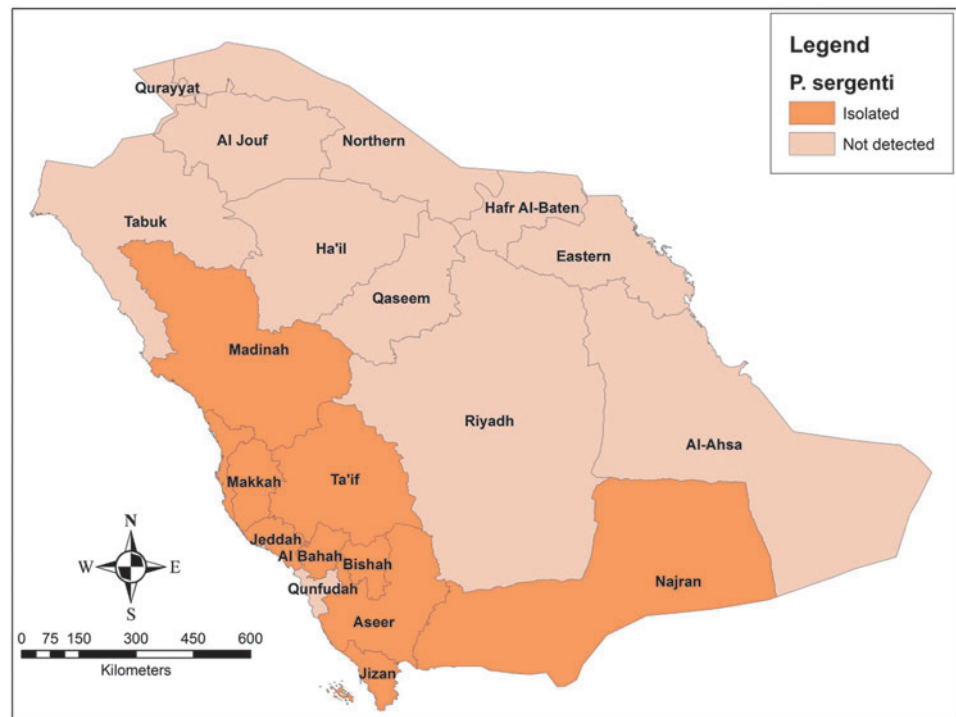 Legend
P. sergenti
Isolated
Not detected
Qurayyat
Al Jouf
Northern
Hafr Al-Baten
Tabuk
Ha'il
Eastern
Qaseem
Madinah
Riyadh
Al-Ahsa
Makkah
Ta'if
Jeddah
Al Bahah
Bishah
Qunfudah
Najran
Aseer
Jizan
N
W E
S
0 75 150 300 450 600
Kilometers